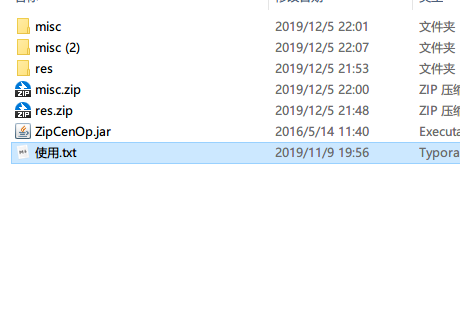 misc 2019/12/5 22:01 文件夹
misc (2) 2019/12/5 22:07 文件夹
res 2019/12/5 21:53 文件夹
misc.zip 2019/12/5 22:00 ZIP 压缩
res.zip 2019/12/5 21:48 ZIP 压缩
ZipCenOp.jar 2016/5/14 11:40 Executa
使用.txt 2019/11/9 19:56 Typora